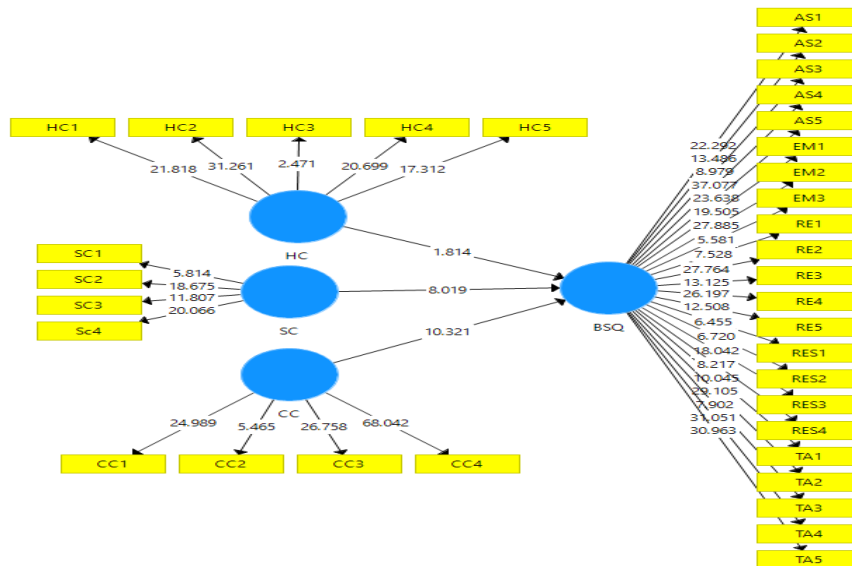 HC1 HC2 HC3 HC4 HC5
21.818 31.261 2.471 20.699 17.312
HC
SC1
SC2
SC3
Sc4
5.814
18.675
11.807
20.066
SC
CC
24.989 5.465 26.758 68.042
CC1 CC2 CC3 CC4
1.814
8.019
10.321
BSQ
22.292
13.486
8.979
37.077
23.638
19.505
27.885
5.581
7.528
27.764
13.125
26.197
12.508
6.455
6.720
18.042
8.217
10.045
29.105
7.902
31.051
30.963
AS1
AS2
AS3
AS4
AS5
EM1
EM2
EM3
RE1
RE2
RE3
RE4
RE5
RES1
RES2
RES3
RES4
TA1
TA2
TA3
TA4
TA5